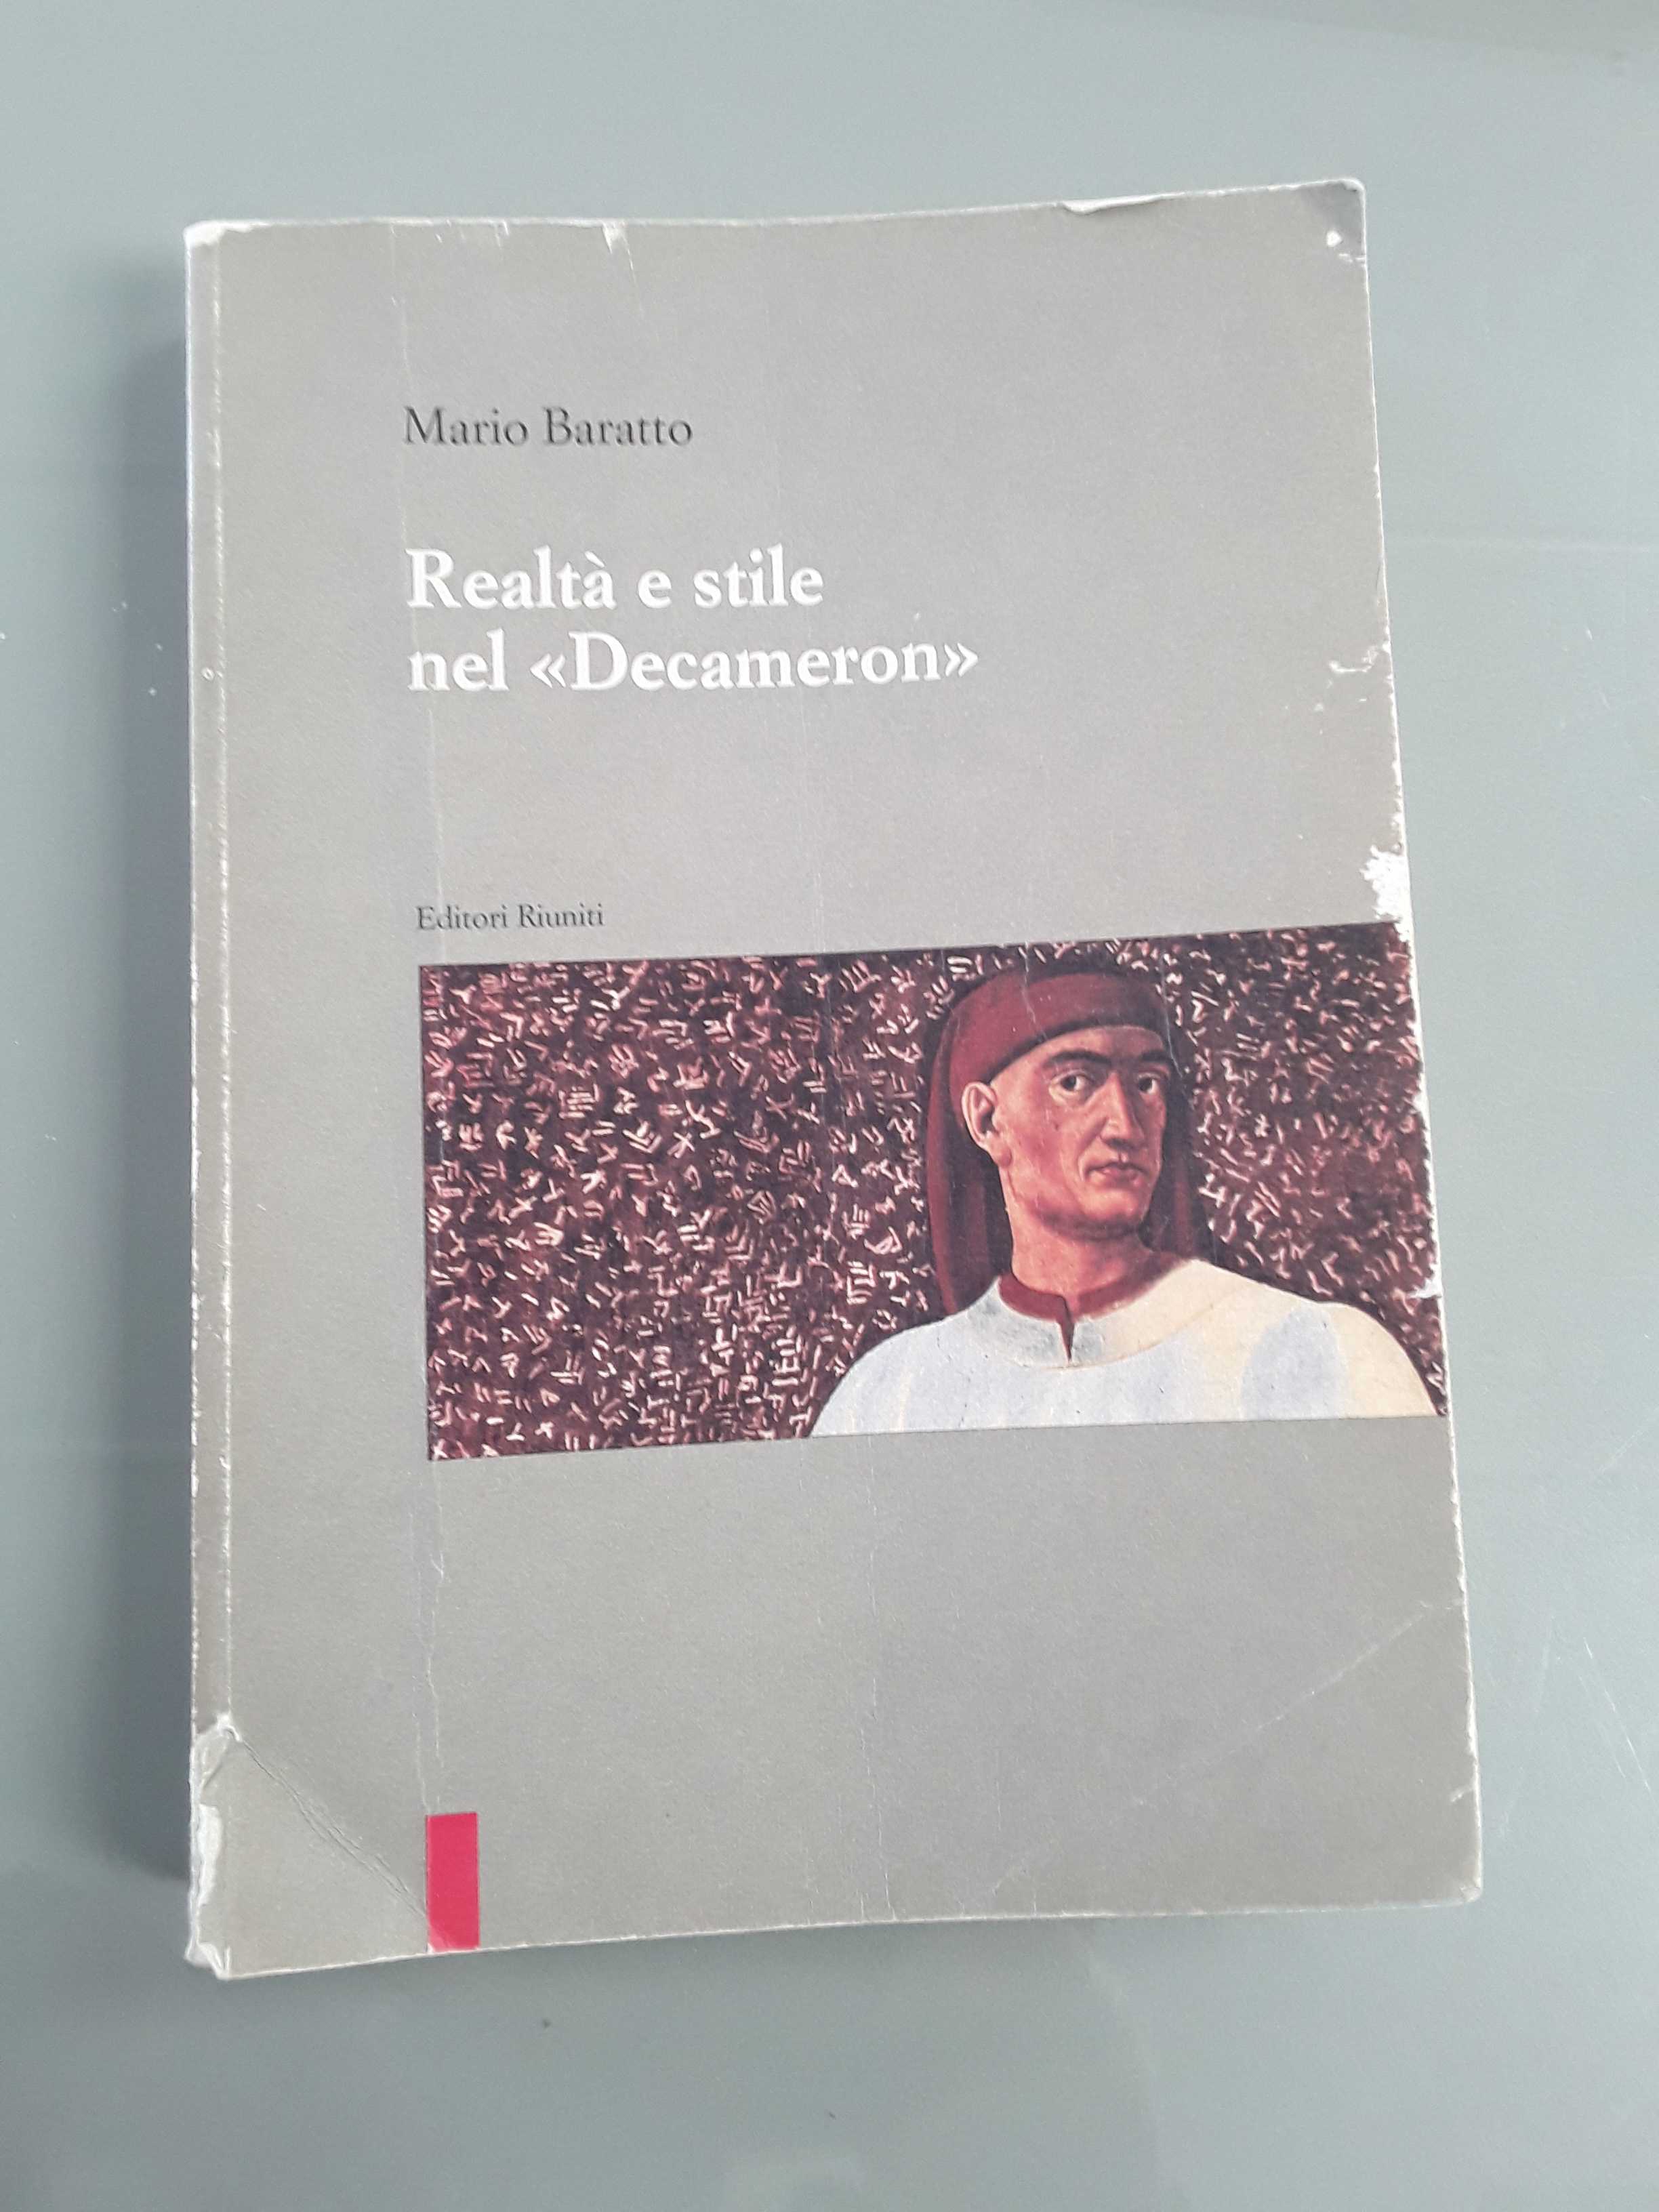 Mario Baratto
Realtà e stile
nel «Decameron»
Editori Riuniti